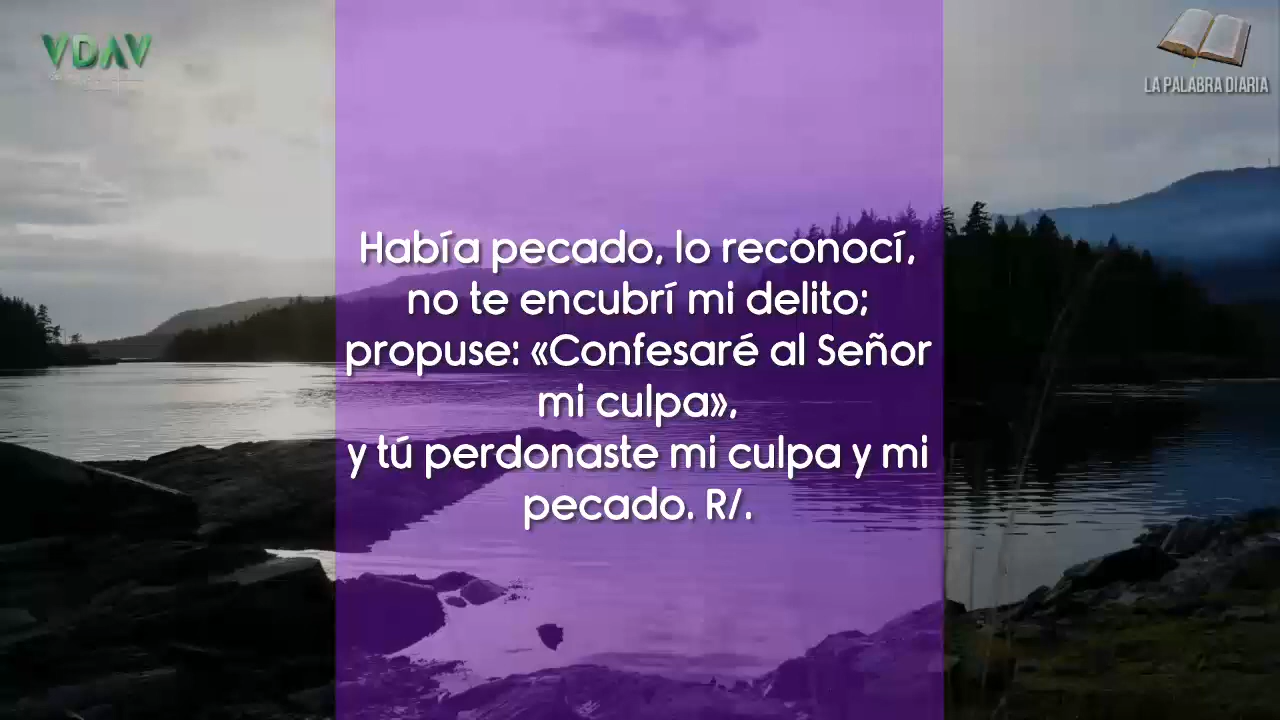 VDAV
LA PALABRA DIARIA
Había pecado, lo reconocí,
no te encubrí mi delito;
propuse: «Confesaré al Señor
mi culpa»,
y tú perdonaste mi culpa y mi
pecado. R/.